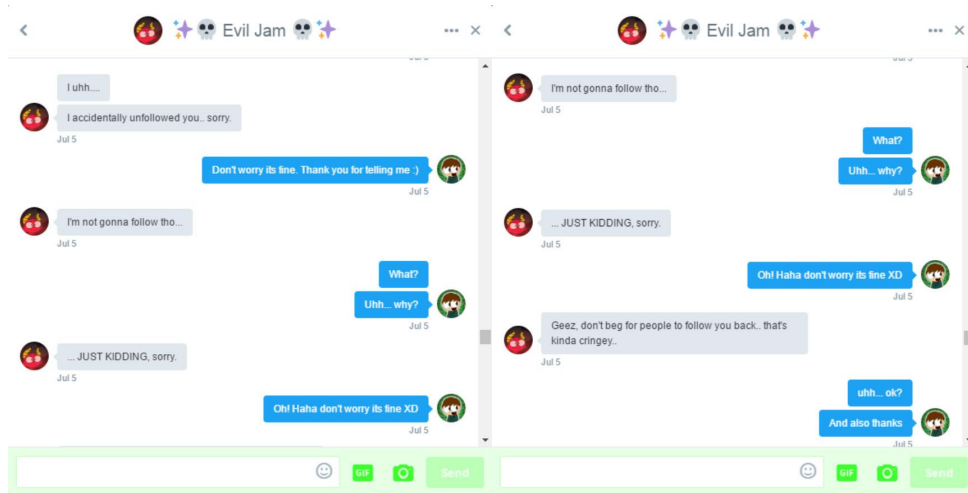 Evil Jam
I uhh....
I accidentally unfollowed you.. sorry.
Jul 5
Don't worry its fine. Thank you for telling me :)
Jul 5
I'm not gonna follow tho...
Jul 5
What?
Uhh... why?
Jul 5
... JUST KIDDING, sorry.
Jul 5
Oh! Haha don't worry its fine XD
Jul 5
GIF
Send
Evil Jam
I'm not gonna follow tho...
Jul 5
What?
Uhh... why?
Jul 5
... JUST KIDDING, sorry.
Jul 5
Oh! Haha don't worry its fine XD
Jul 5
Geez, don't beg for people to follow you back.. that's
kinda cringey..
Jul 5
uhh... ok?
And also thanks
Jul 5
GIF
Send